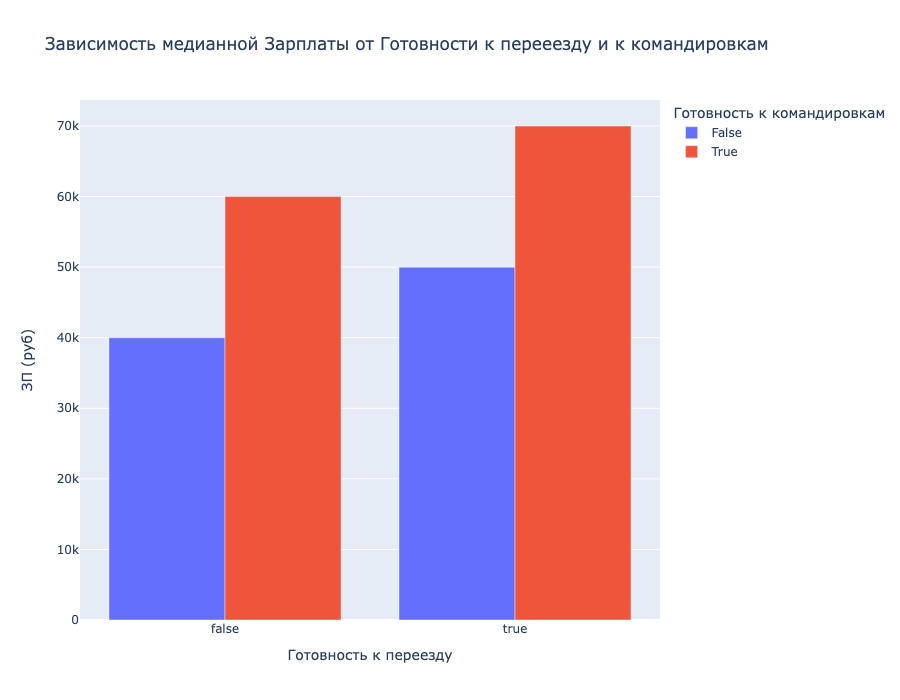 Зависимость медианной Зарплаты от Готовности к перееезду и к командировкам
Готовность к командировкам
False
True
70k
60k
50k
40k
30k
20k
10k
0
ЗП (руб)
false
true
Готовность к переезду